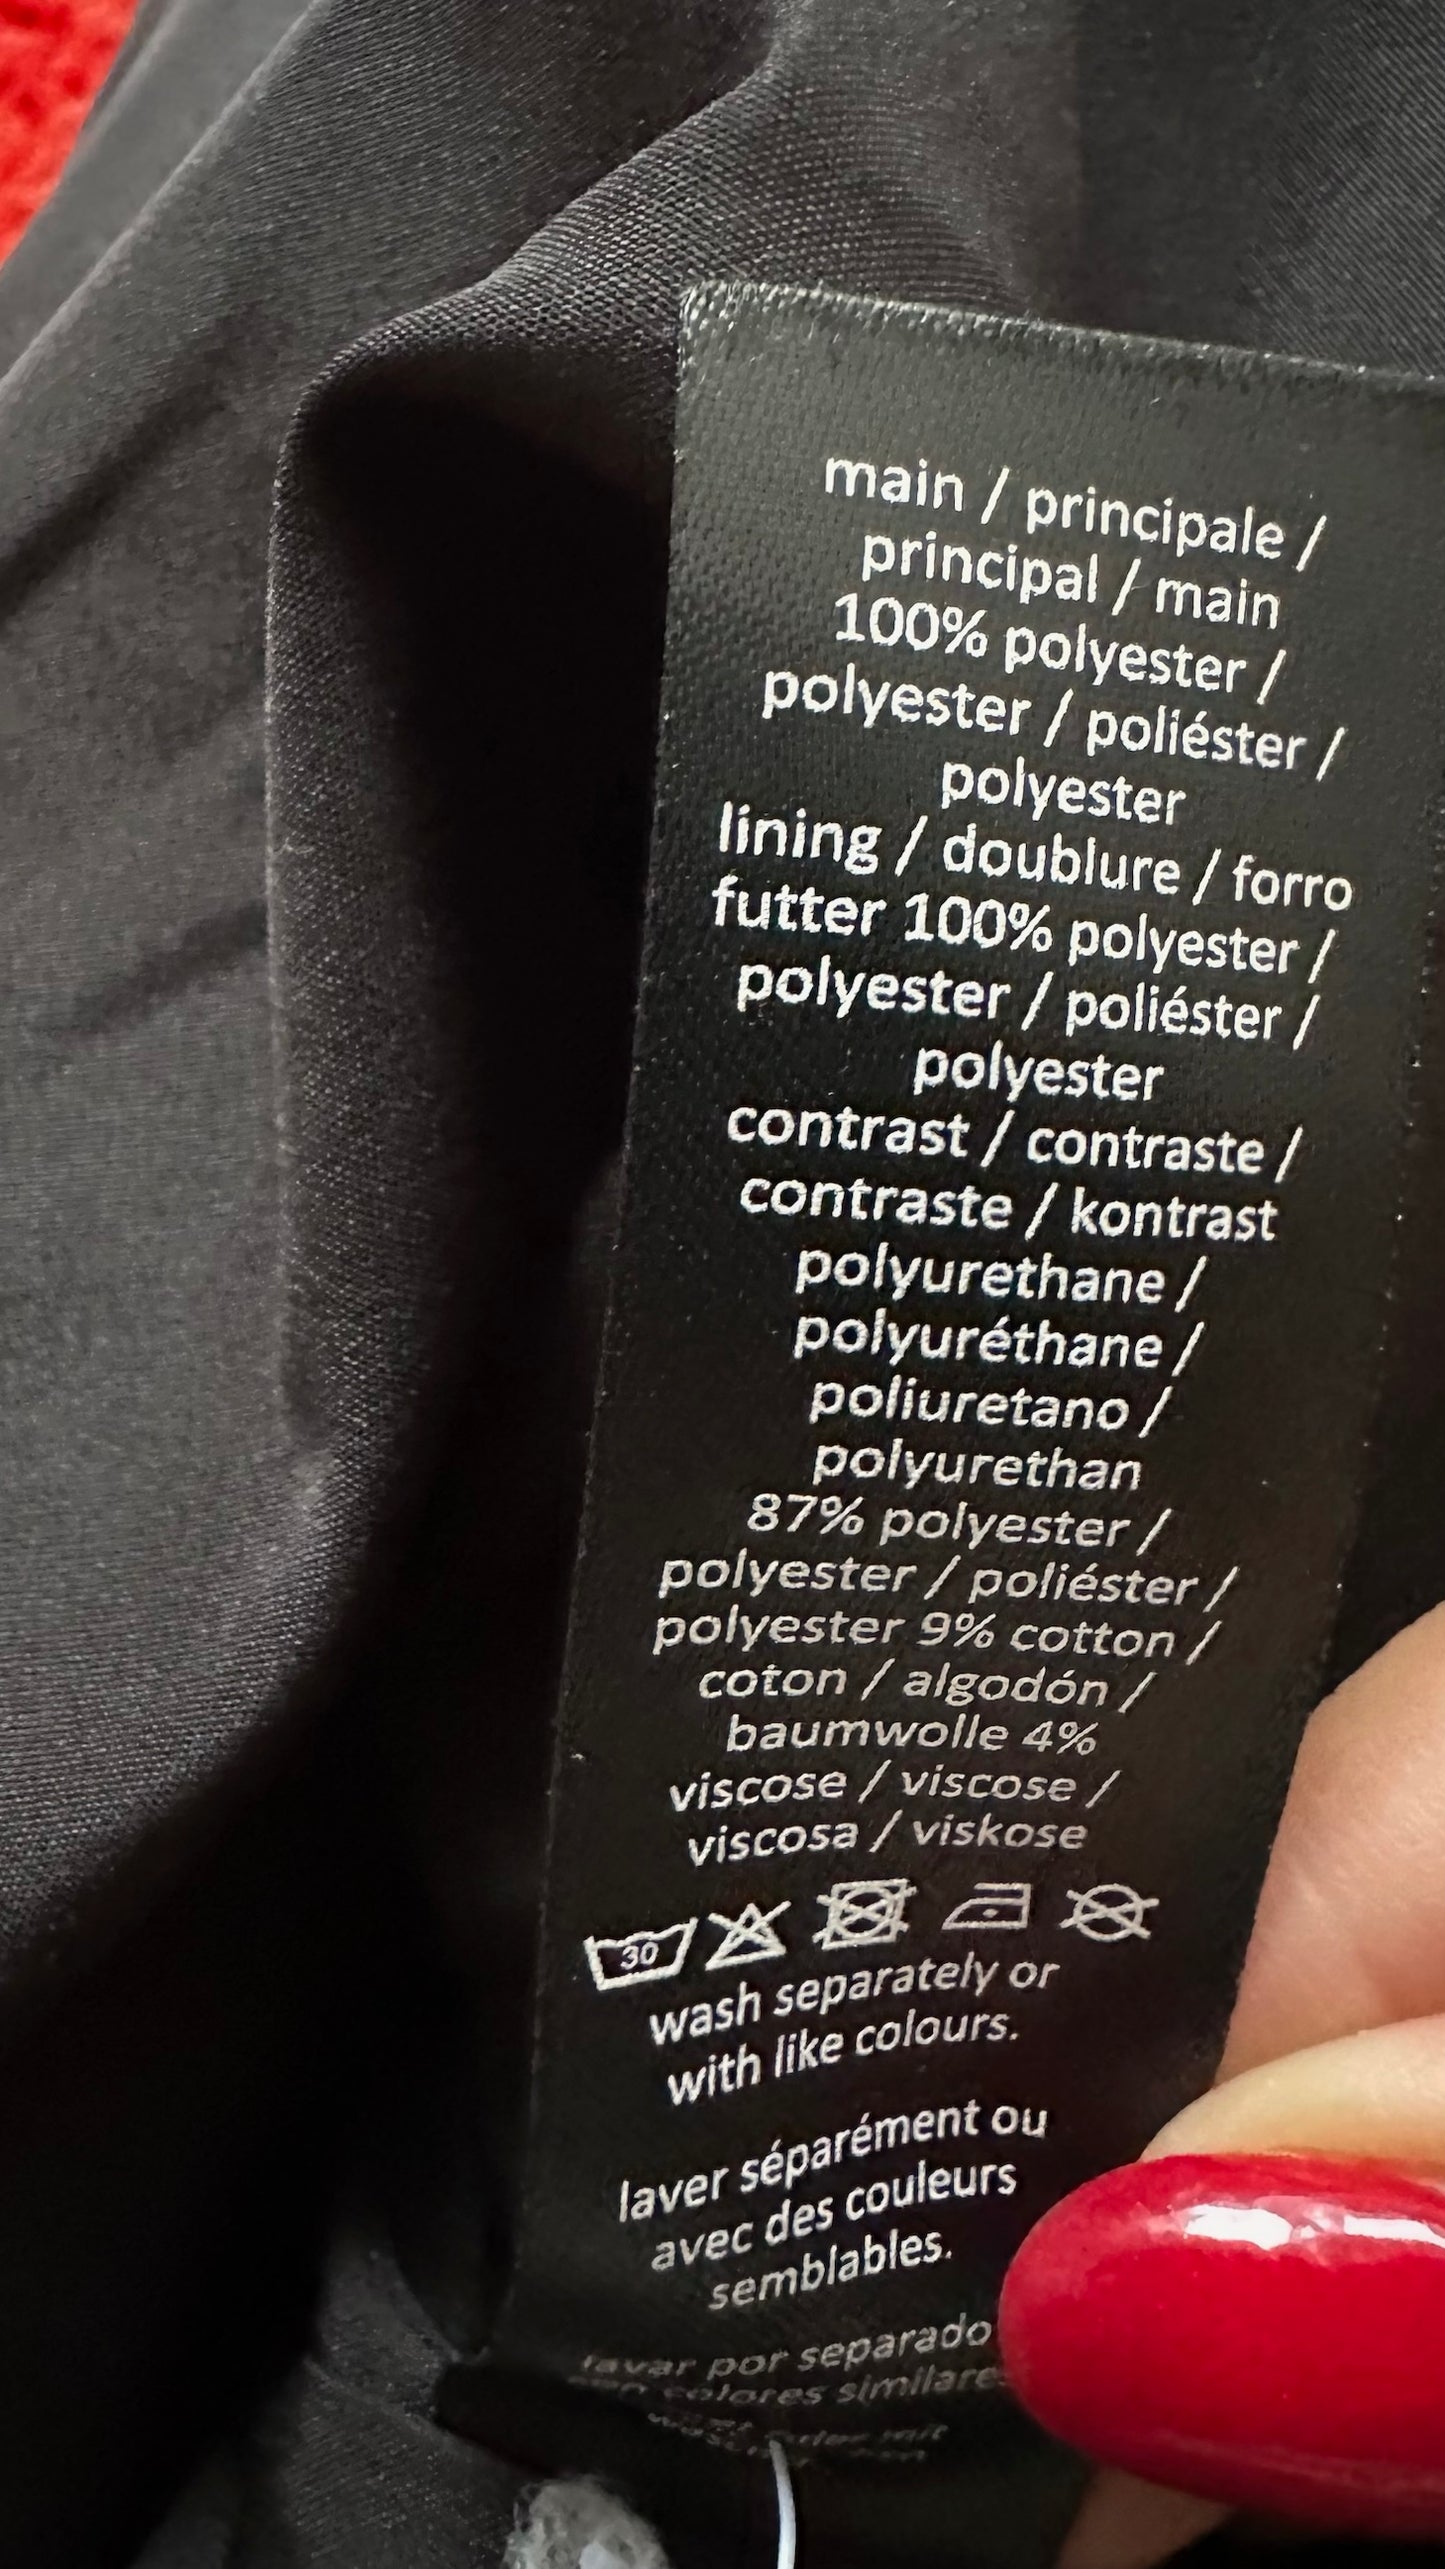 main / principale /
principal / main
100% polyester /
polyester / poliéster /
polyester
lining / doublure / forro
futter 100% polyester /
polyester / poliéster /
polyester
contrast / contraste /
contraste / kontrast
polyurethane /
polyuréthane /
poliuretano /
polyurethan
87% polyester /
polyester / poliéster /
polyester 9% cotton /
coton / algodón /
baumwolle 4%
viscose / viscose /
viscosa / viskose
30
wash separately or
with like colours.
laver séparément ou
avec des couleurs
semblables.
lavar por separado
colores similares